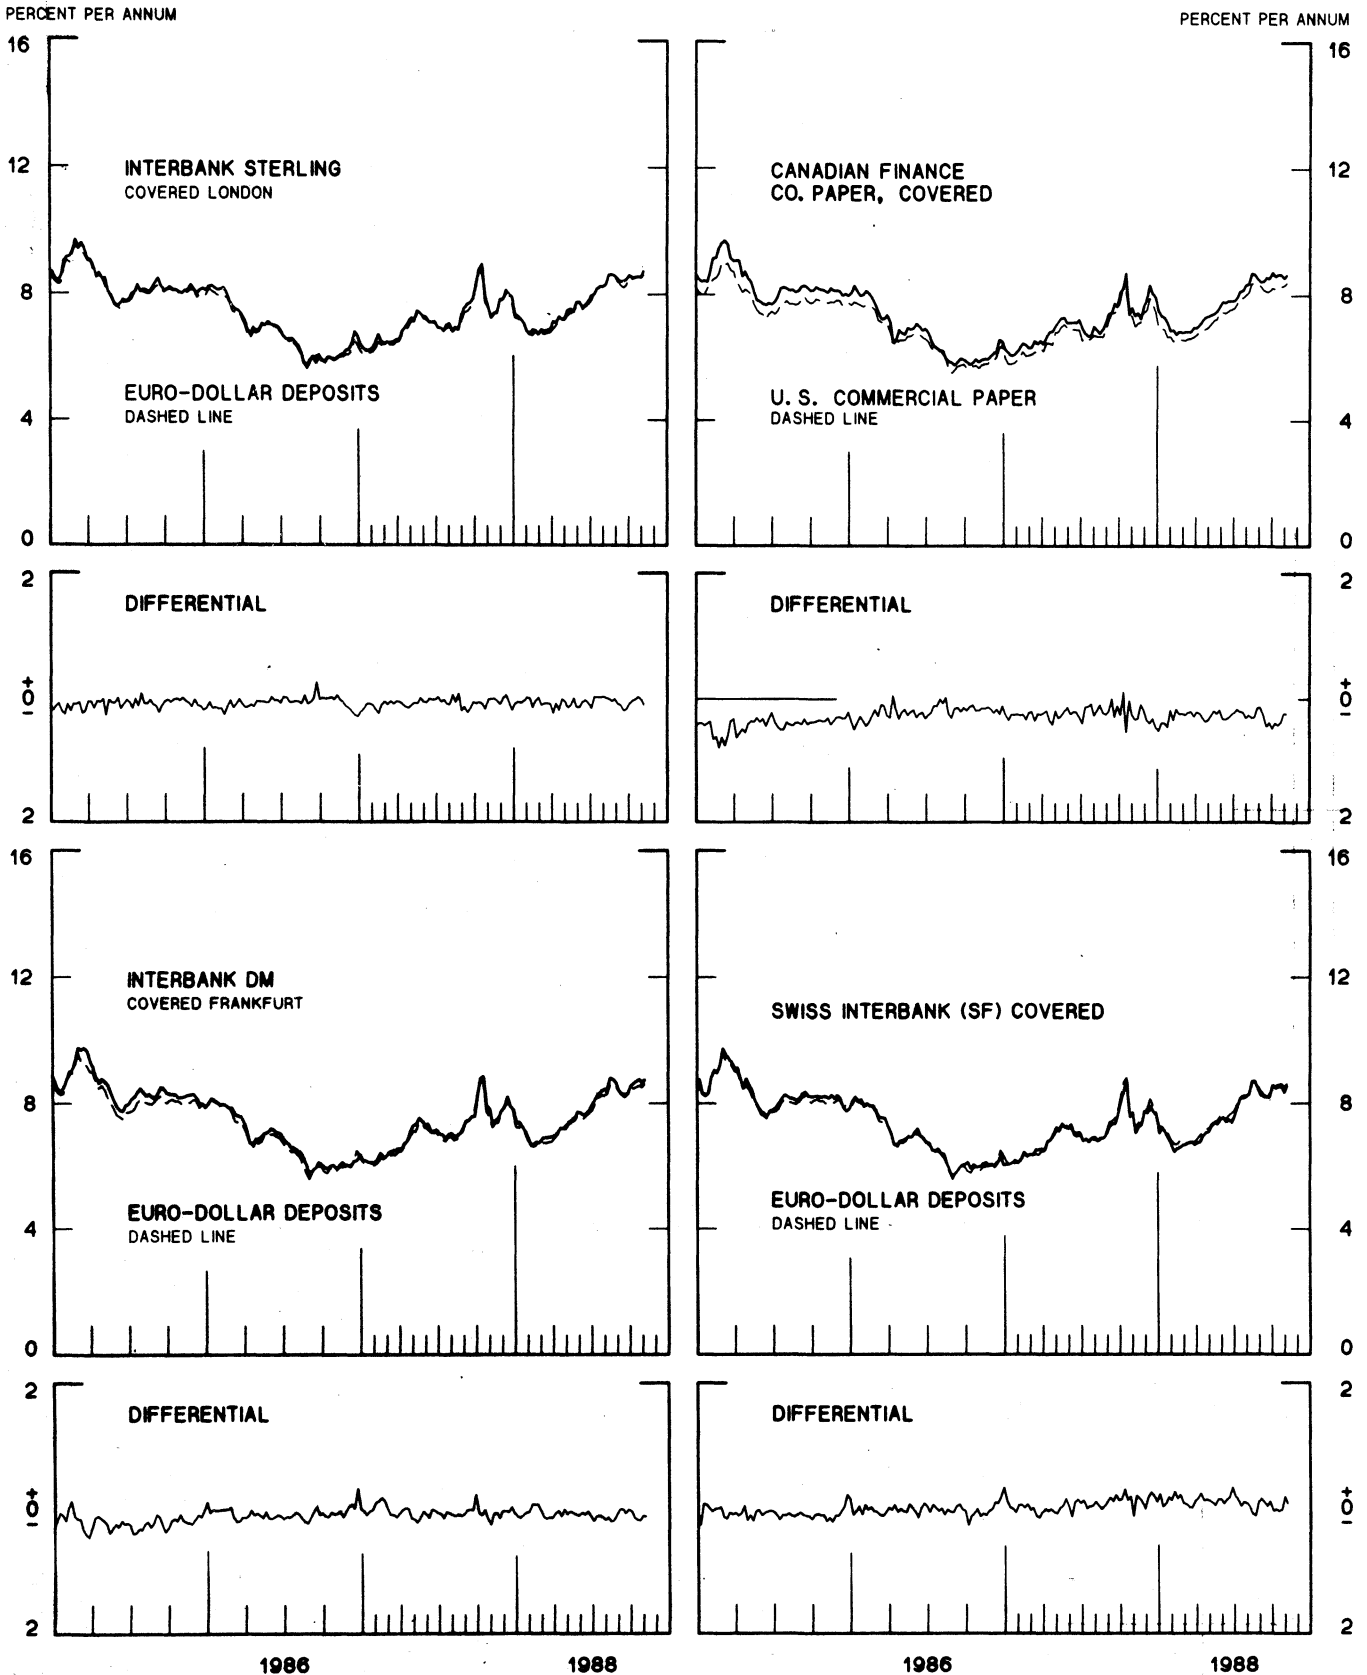 PERCENT PER ANNUM
PERCENT PER ANNUM
16
12
8
4
0
INTERBANK STERLING
COVERED LONDON
EURO-DOLLAR DEPOSITS
DASHED LINE
CANADIAN FINANCE
CO. PAPER, COVERED
U. S. COMMERCIAL PAPER
DASHED LINE
16
12
8
4
0
2
+
0
−
2
DIFFERENTIAL
DIFFERENTIAL
2
+
0
−
2
16
12
8
4
0
INTERBANK DM
COVERED FRANKFURT
EURO-DOLLAR DEPOSITS
DASHED LINE
SWISS INTERBANK (SF) COVERED
EURO-DOLLAR DEPOSITS
DASHED LINE
16
12
8
4
0
2
+
0
−
2
DIFFERENTIAL
DIFFERENTIAL
2
+
0
−
2
1986
1988
1986
1988